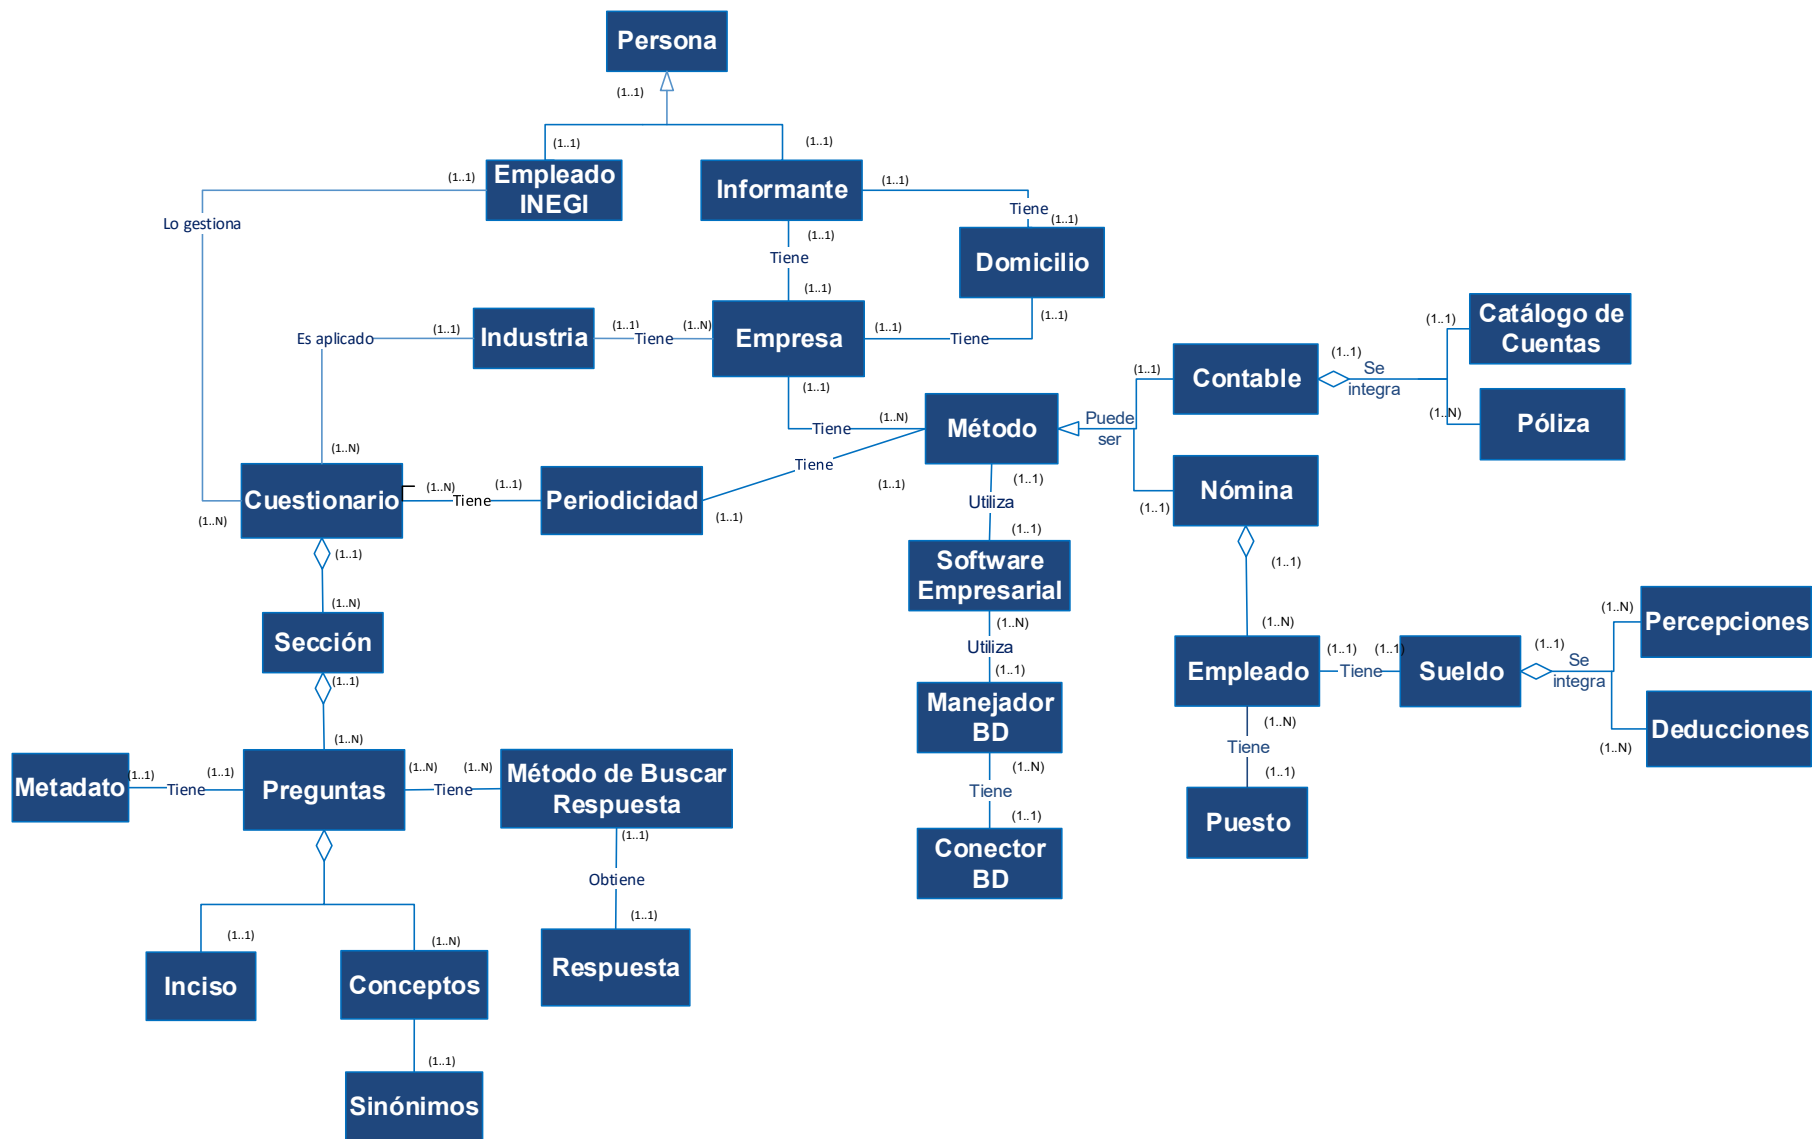 Persona
(1..1)
(1..1)
(1..1)
(1..1)
Empleado
INEGI
Informante
(1..1)
Lo gestiona
Tiene
(1..1)
(1..1)
Tiene
Domicilio
(1..1)
(1..1)
Es aplicado
(1..1)
Industria
(1..1)
Tiene
(1..N)
Empresa
(1..1)
Tiene
(1..1)
Catálogo de
Cuentas
(1..1)
Contable
(1..1)
Se
integra
(1..N)
Póliza
(1..1)
(1..N)
Tiene
Método
Puede
ser
(1..1)
Tiene
(1..N)
Cuestionario
(1..N)
Tiene
(1..1)
Periodicidad
(1..1)
(1..1)
(1..1)
Utiliza
Nómina
(1..1)
(1..N)
(1..1)
(1..1)
Software
Empresarial
(1..1)
(1..N)
Sección
(1..1)
(1..N)
Utiliza
(1..1)
Manejador
BD
(1..N)
Tiene
(1..1)
Conector
BD
(1..N)
Empleado
(1..1)
Tiene
(1..1)
Sueldo
(1..1)
Se
integra
(1..N)
Percepciones
(1..N)
Deducciones
(1..N)
Tiene
(1..1)
Puesto
(1..N)
Metadato
(1..1)
Tiene
(1..1)
Preguntas
(1..N)
Tiene
(1..N)
Método de Buscar
Respuesta
(1..1)
Obtiene
(1..1)
Respuesta
(1..1)
Inciso
(1..N)
Conceptos
(1..1)
Sinónimos